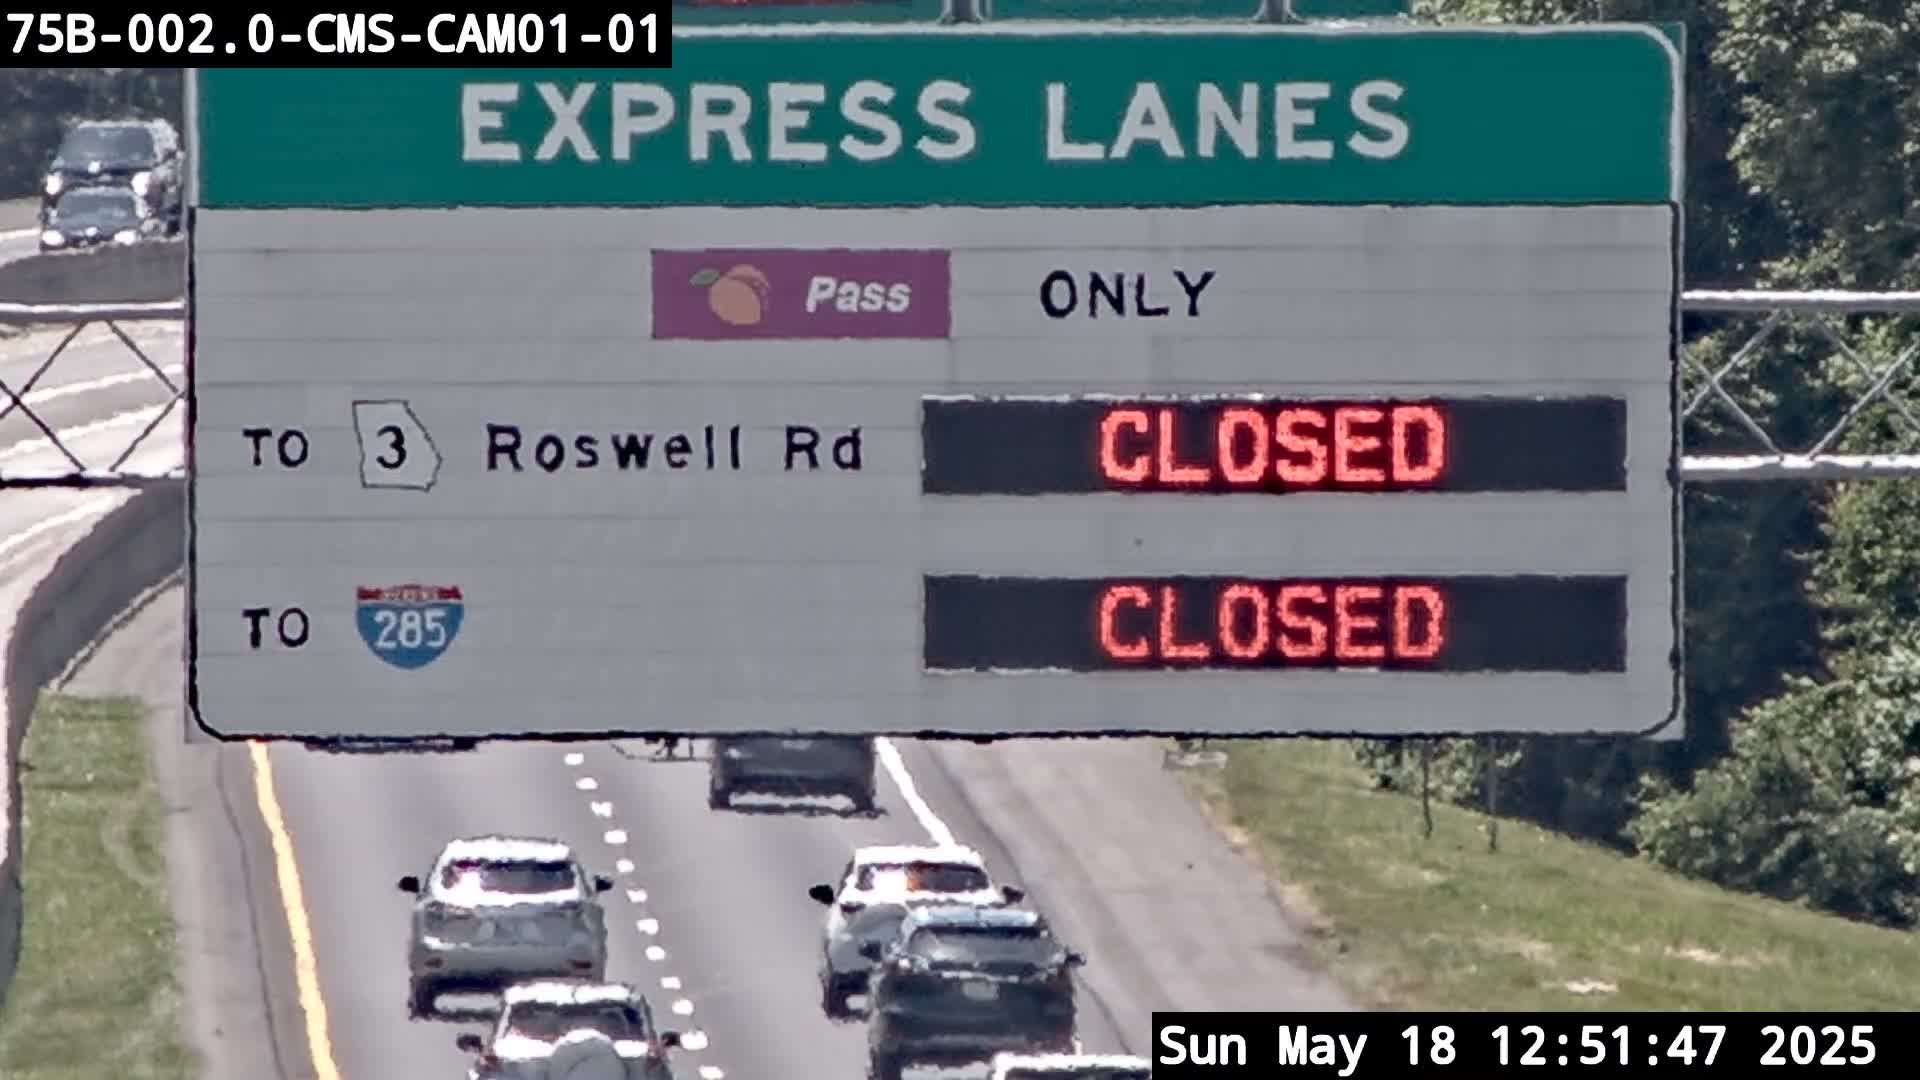 75B-002.0-CMS-CAM01-01
EXPRESS LANES
Pass ONLY
TO 3 Roswell Rd CLOSED
TO 285 CLOSED
Sun May 18 12:51:47 2025